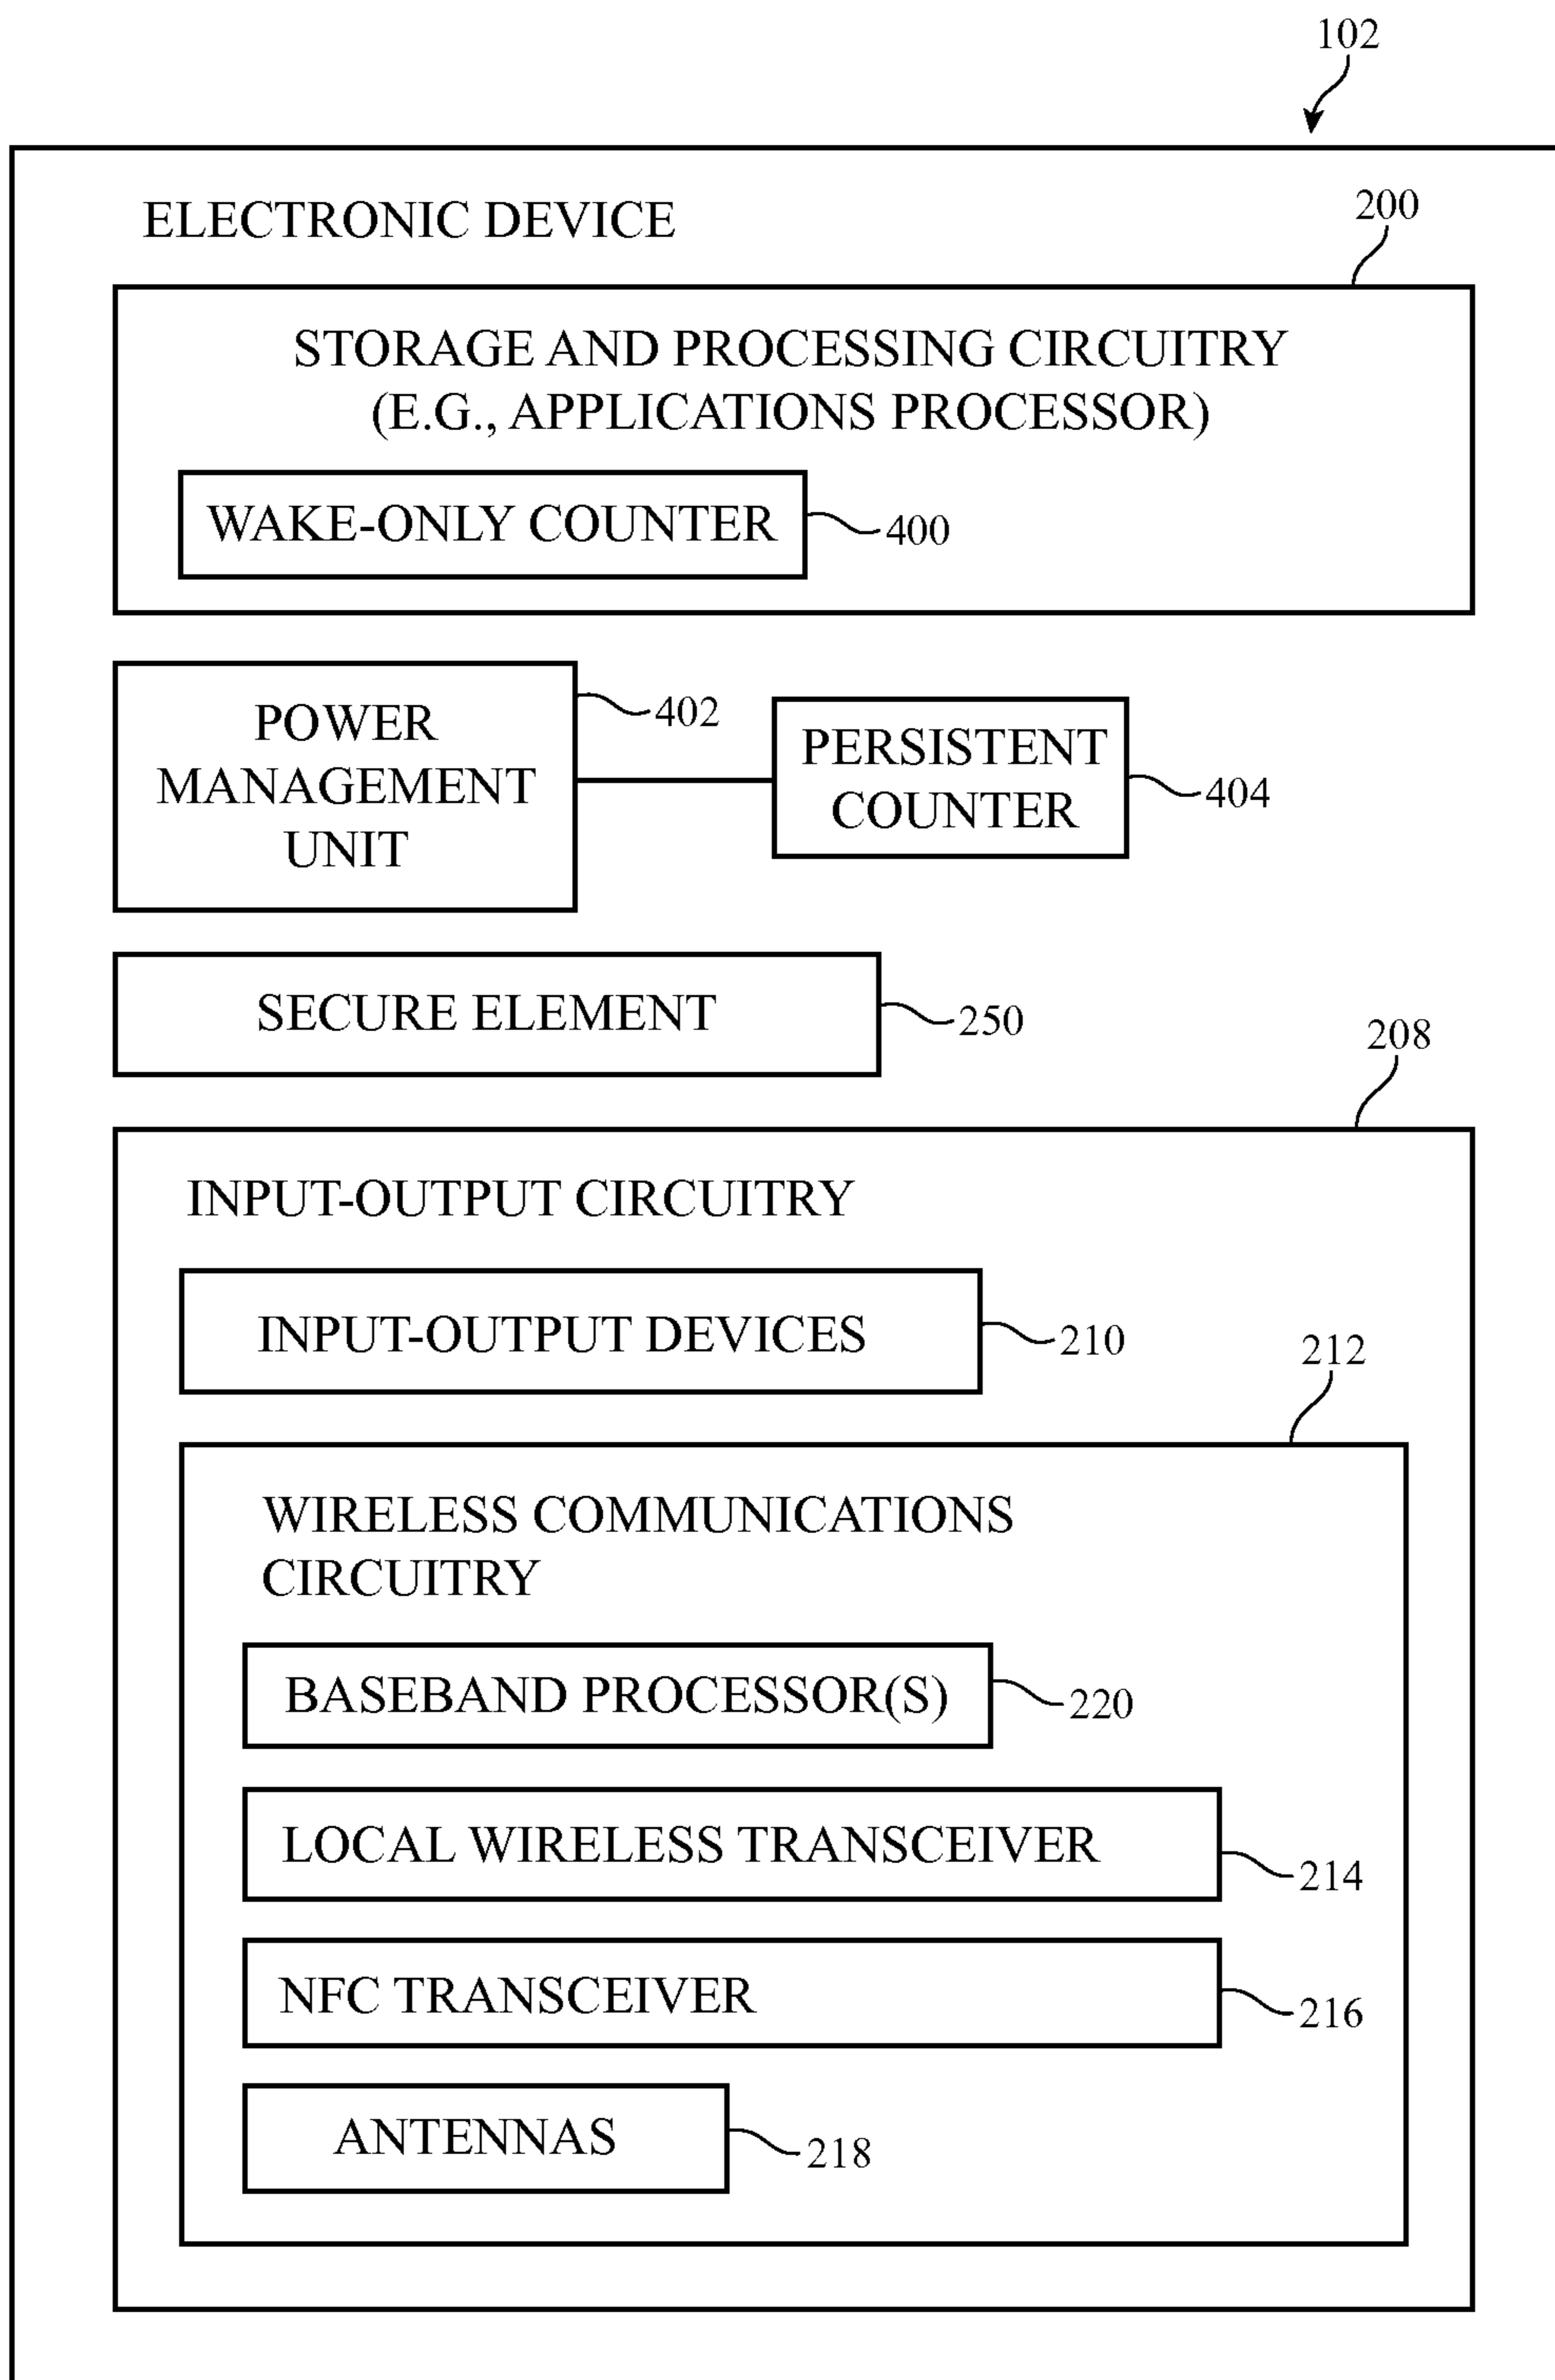 102
ELECTRONIC DEVICE
200
STORAGE AND PROCESSING CIRCUITRY
(E.G., APPLICATIONS PROCESSOR)
WAKE-ONLY COUNTER
400
POWER
MANAGEMENT
UNIT
402
PERSISTENT
COUNTER
404
SECURE ELEMENT
250
208
INPUT-OUTPUT CIRCUITRY
INPUT-OUTPUT DEVICES
210
212
WIRELESS COMMUNICATIONS
CIRCUITRY
BASEBAND PROCESSOR(S)
220
LOCAL WIRELESS TRANSCEIVER
214
NFC TRANSCEIVER
216
ANTENNAS
218